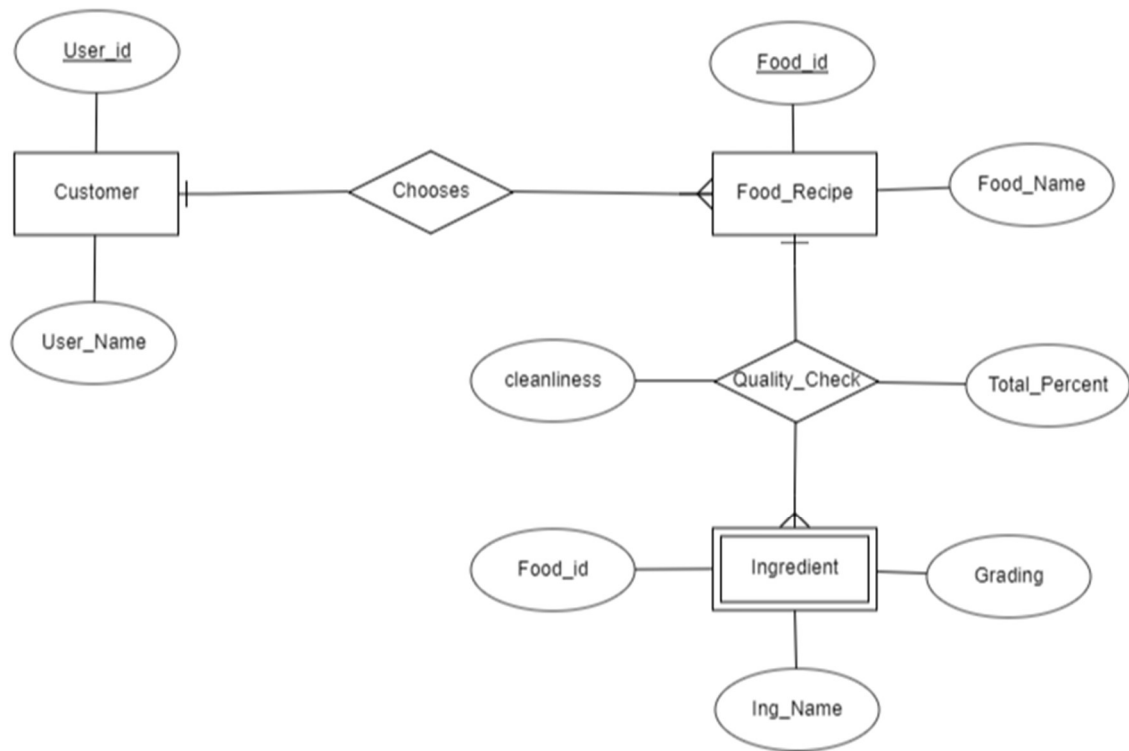 User_id
Food_id
Customer
Chooses
Food_Recipe
Food_Name
User_Name
cleanliness
Quality_Check
Total_Percent
Food_id
Ingredient
Grading
Ing_Name